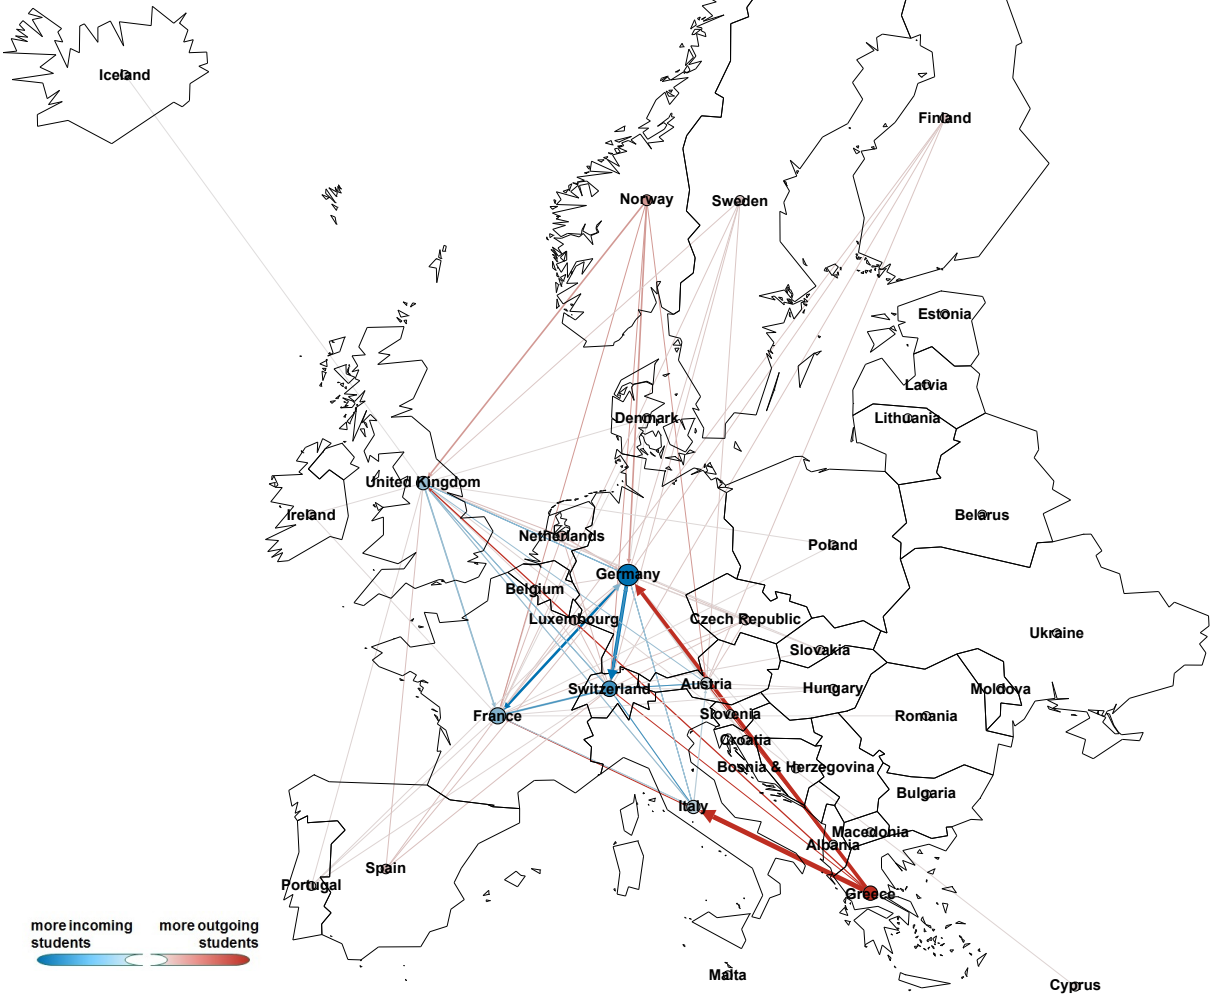 Iceland
Finland
Norway
Sweden
Estonia
Latvia
Lithuania
Denmark
United Kingdom
Ireland
Belarus
Netherlands
Poland
Germany
Belgium
Luxembourg
Czech Republic
Ukraine
Slovakia
Switzerland
Austria
Hungary
Moldova
France
Slovenia
Romania
Croatia
Bosnia & Herzegovina
Bulgaria
Italy
Macedonia
Albania
Spain
Portugal
Greece
more incoming
students
more outgoing
students
Malta
Cyprus